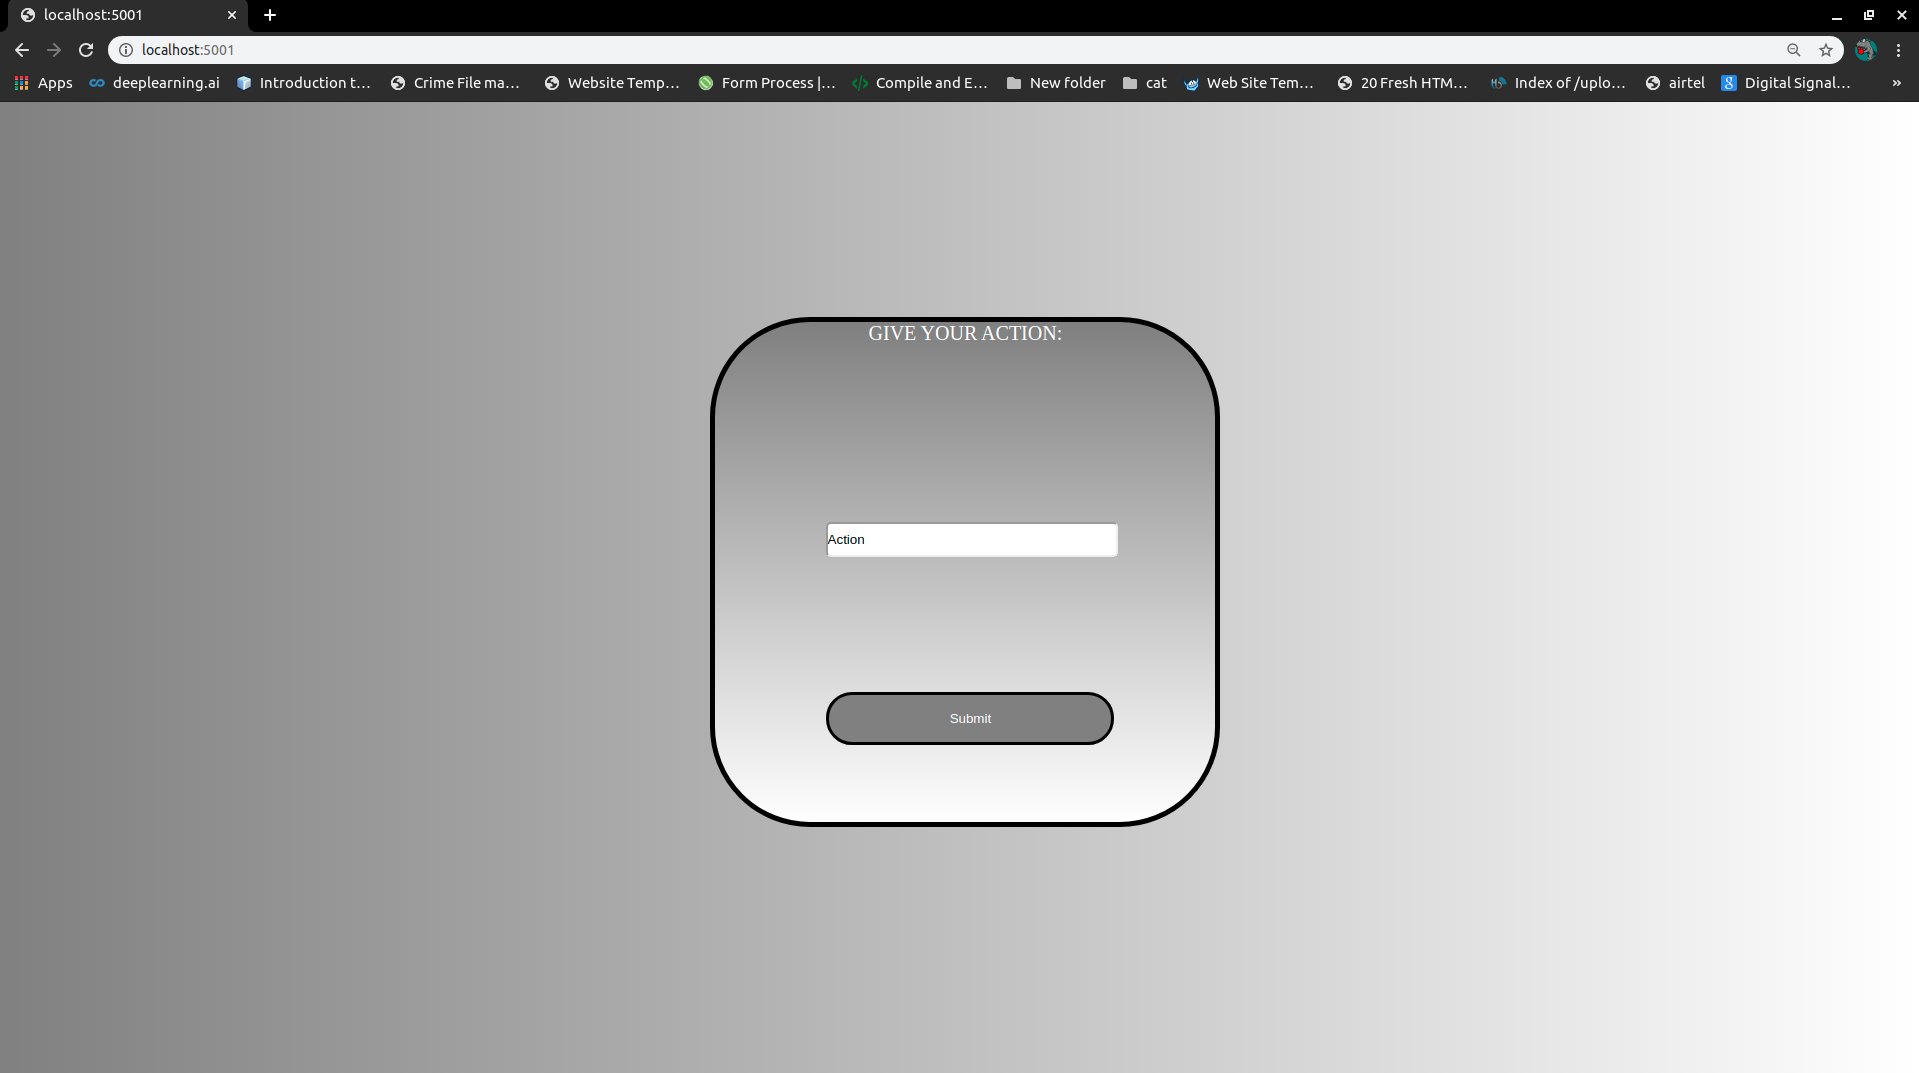 localhost:5001
localhost:5001
Apps deeplearning.ai Introduction t... Crime File ma... Website Temp... Form Process |... Compile and E... New folder cat Web Site Tem... 20 Fresh HTM... Index of /uplo... airtel Digital Signal... »
GIVE YOUR ACTION:
Action
Submit